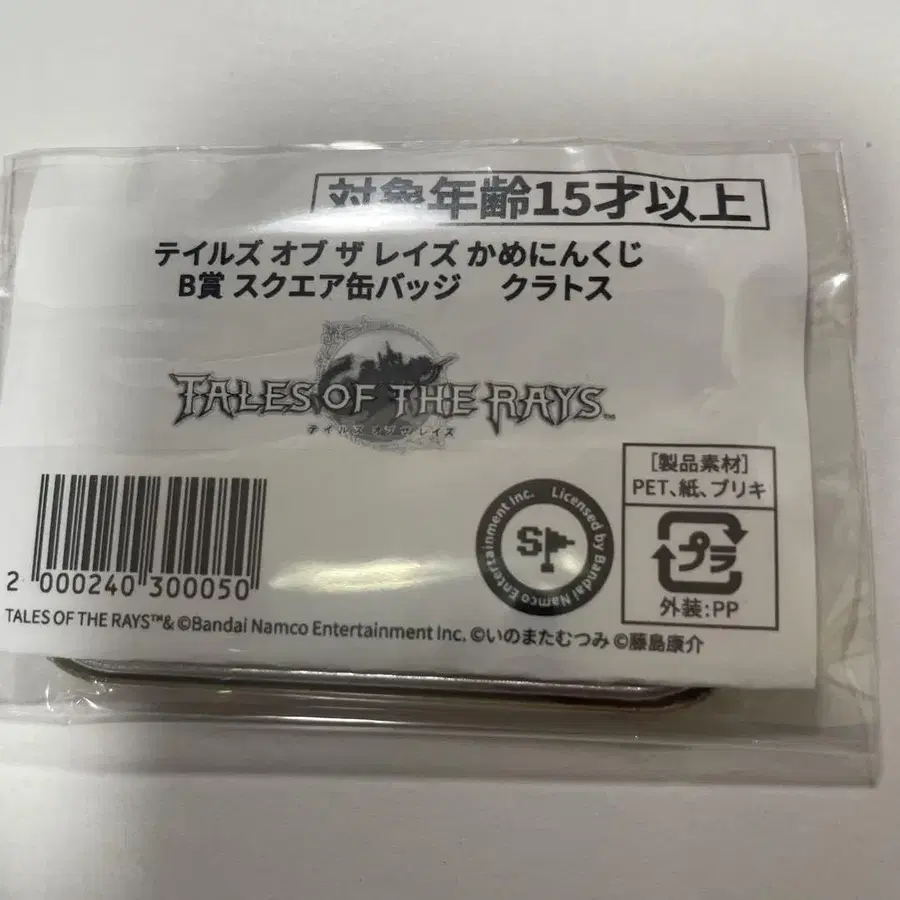 対象年齢15才以上
テイルズ オブ ザ レイズ かめにんくじ
B賞 スクエア缶バッジ クラトス
TALES OF THE RAYS™
テイルズ オブ ザ レイズ
[製品素材]
PET、紙、ブリキ
プラ
外装:PP
Licensed by Bandai Namco Entertainment Inc.
S
2 000240 300050
TALES OF THE RAYS™& ©Bandai Namco Entertainment Inc. ©いのまたむつみ ©藤島康介